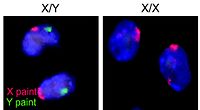 X/Y
X/X
X paint
Y paint